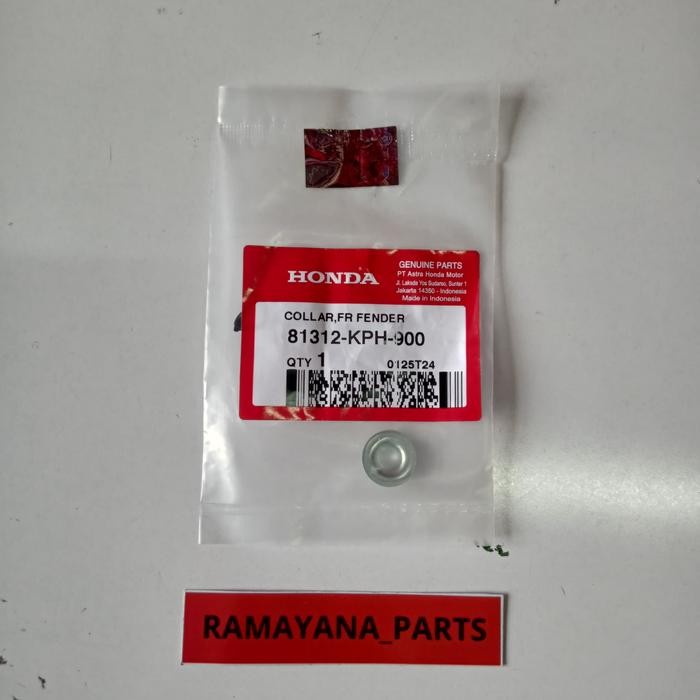 HONDA
GENUINE PARTS
PT Astra Honda Motor
Jl. Laksda Yos Sudarso, Sunter 1
Jakarta 14350 - Indonesia
Made in Indonesia
COLLAR,FR FENDER
81312-KPH-900
QTY 1 0125T24
RAMAYANA_PARTS